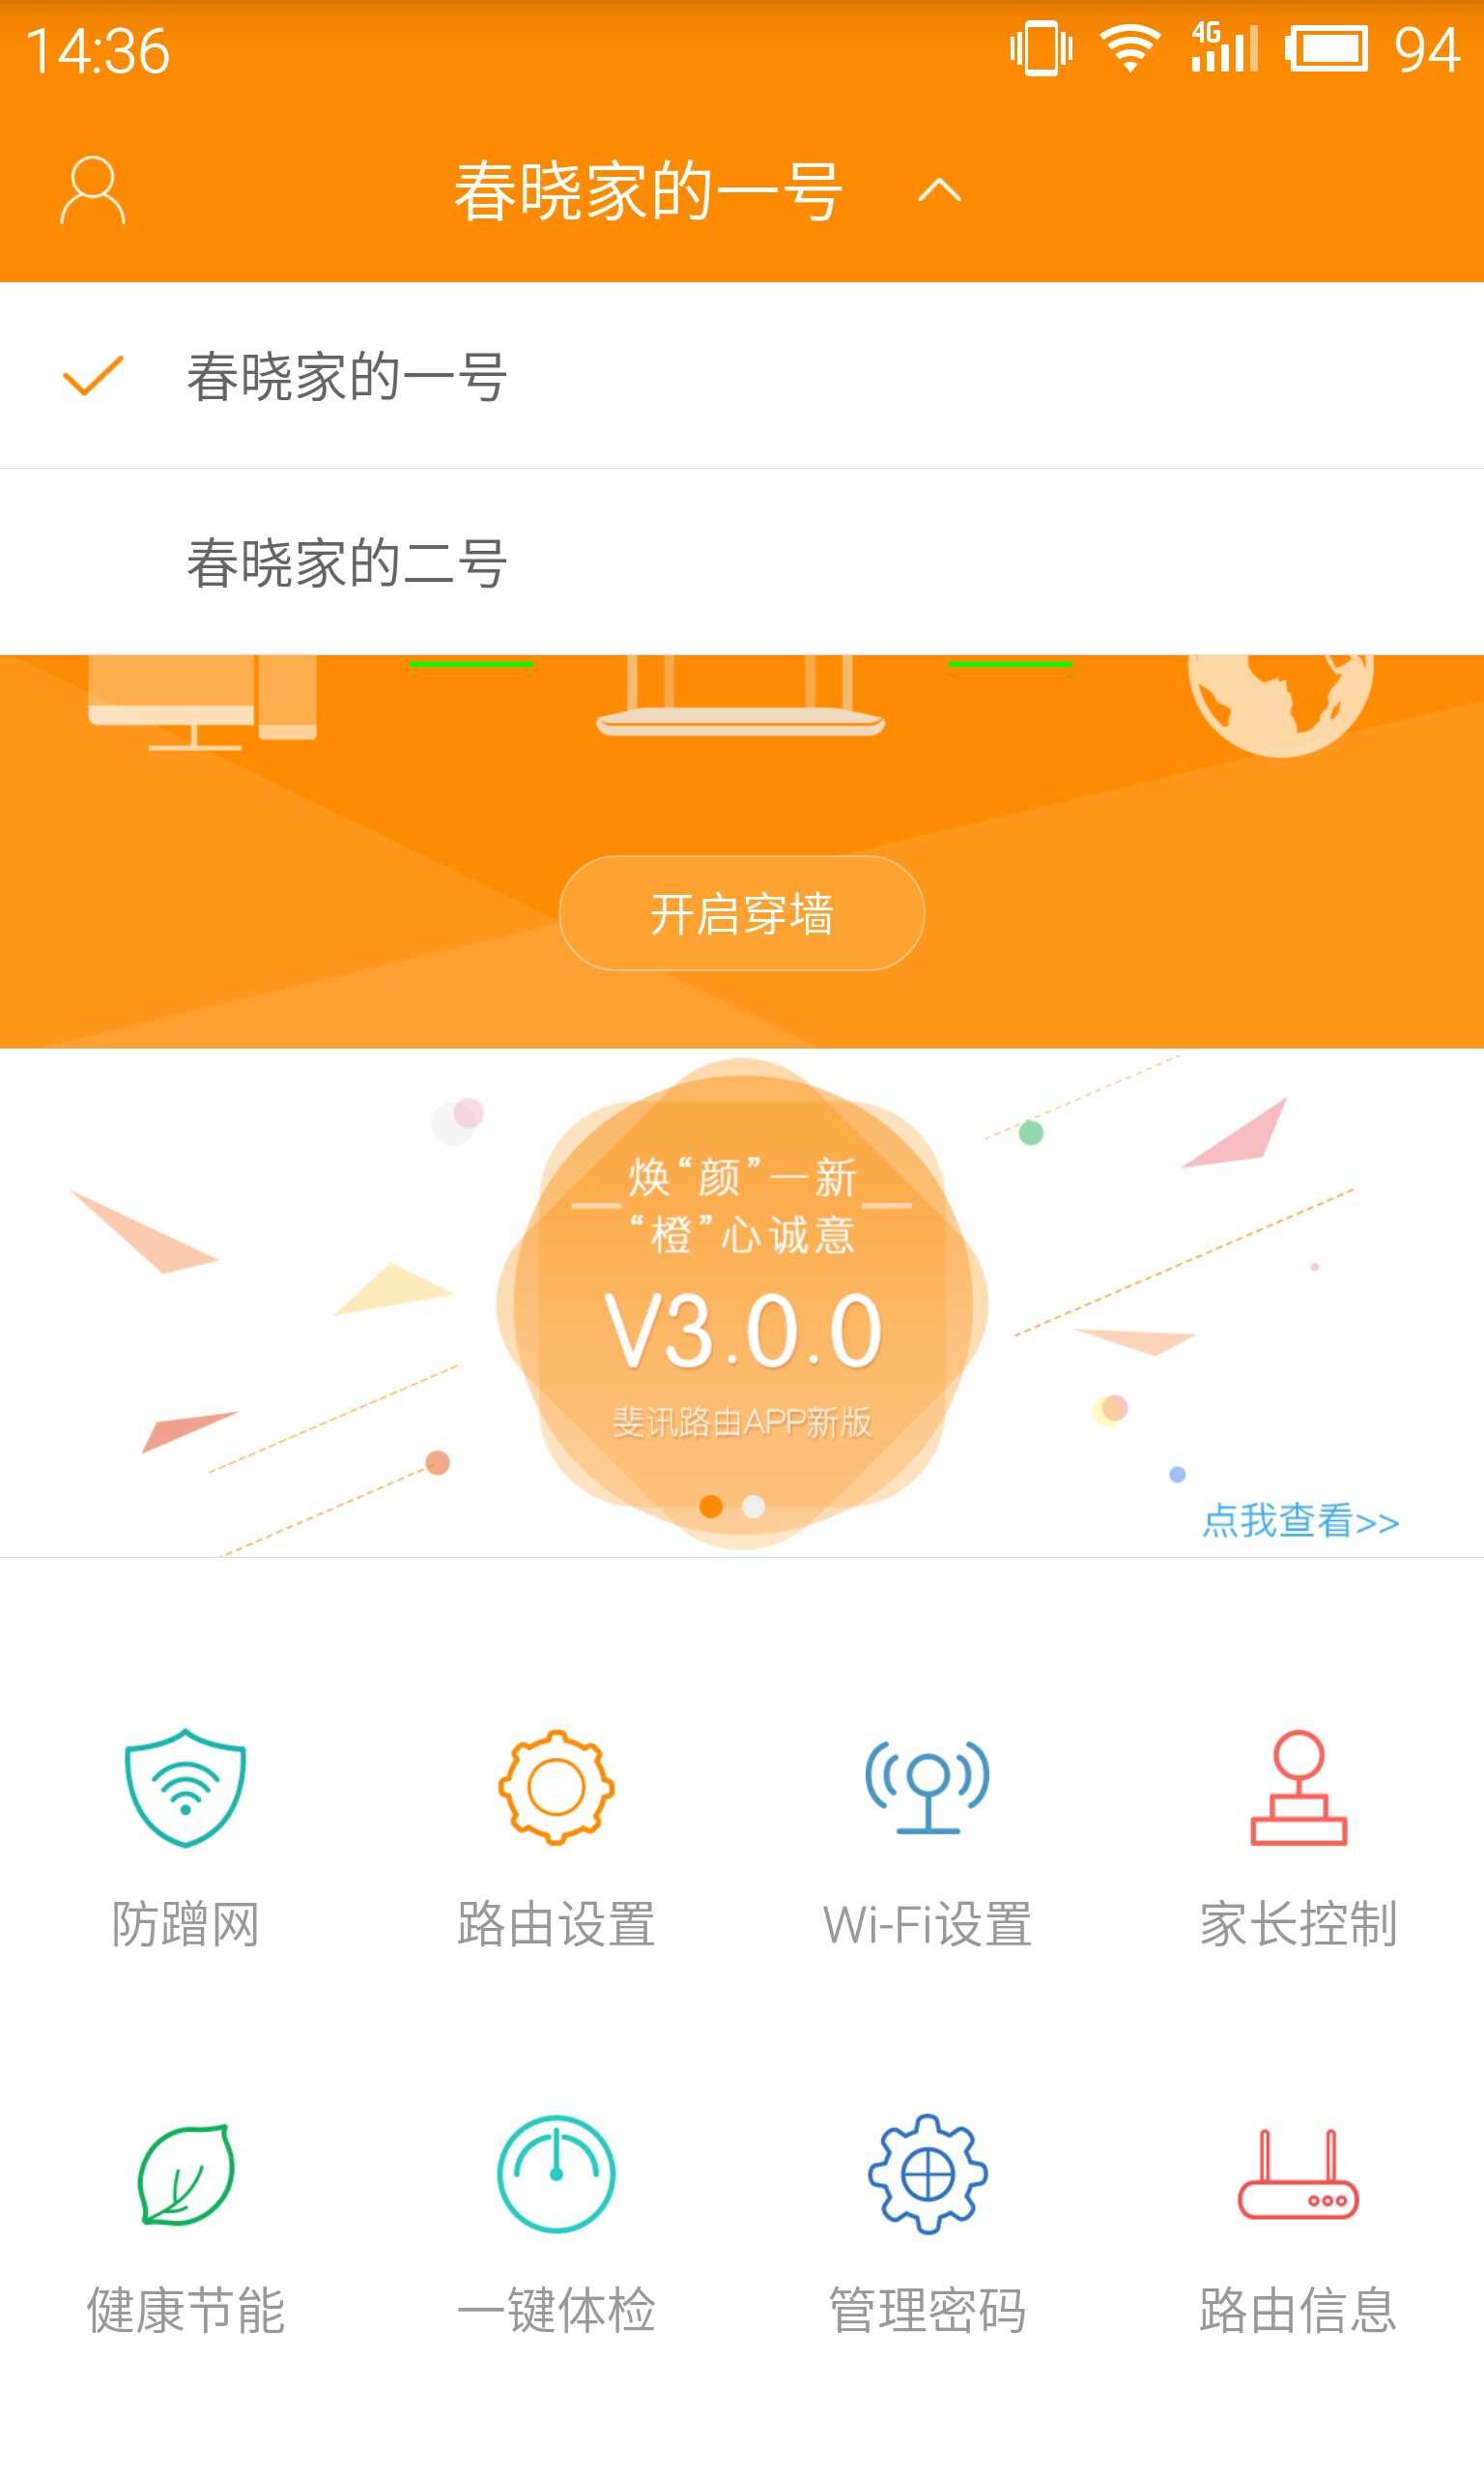 14:36
4G
94
春晓家的一号
春晓家的一号
春晓家的二号
开启穿墙
焕“颜”一新
“橙”心诚意
V3.0.0
斐讯路由APP新版
点我查看>>
防蹭网
路由设置
Wi-Fi设置
家长控制
健康节能
一键体检
管理密码
路由信息